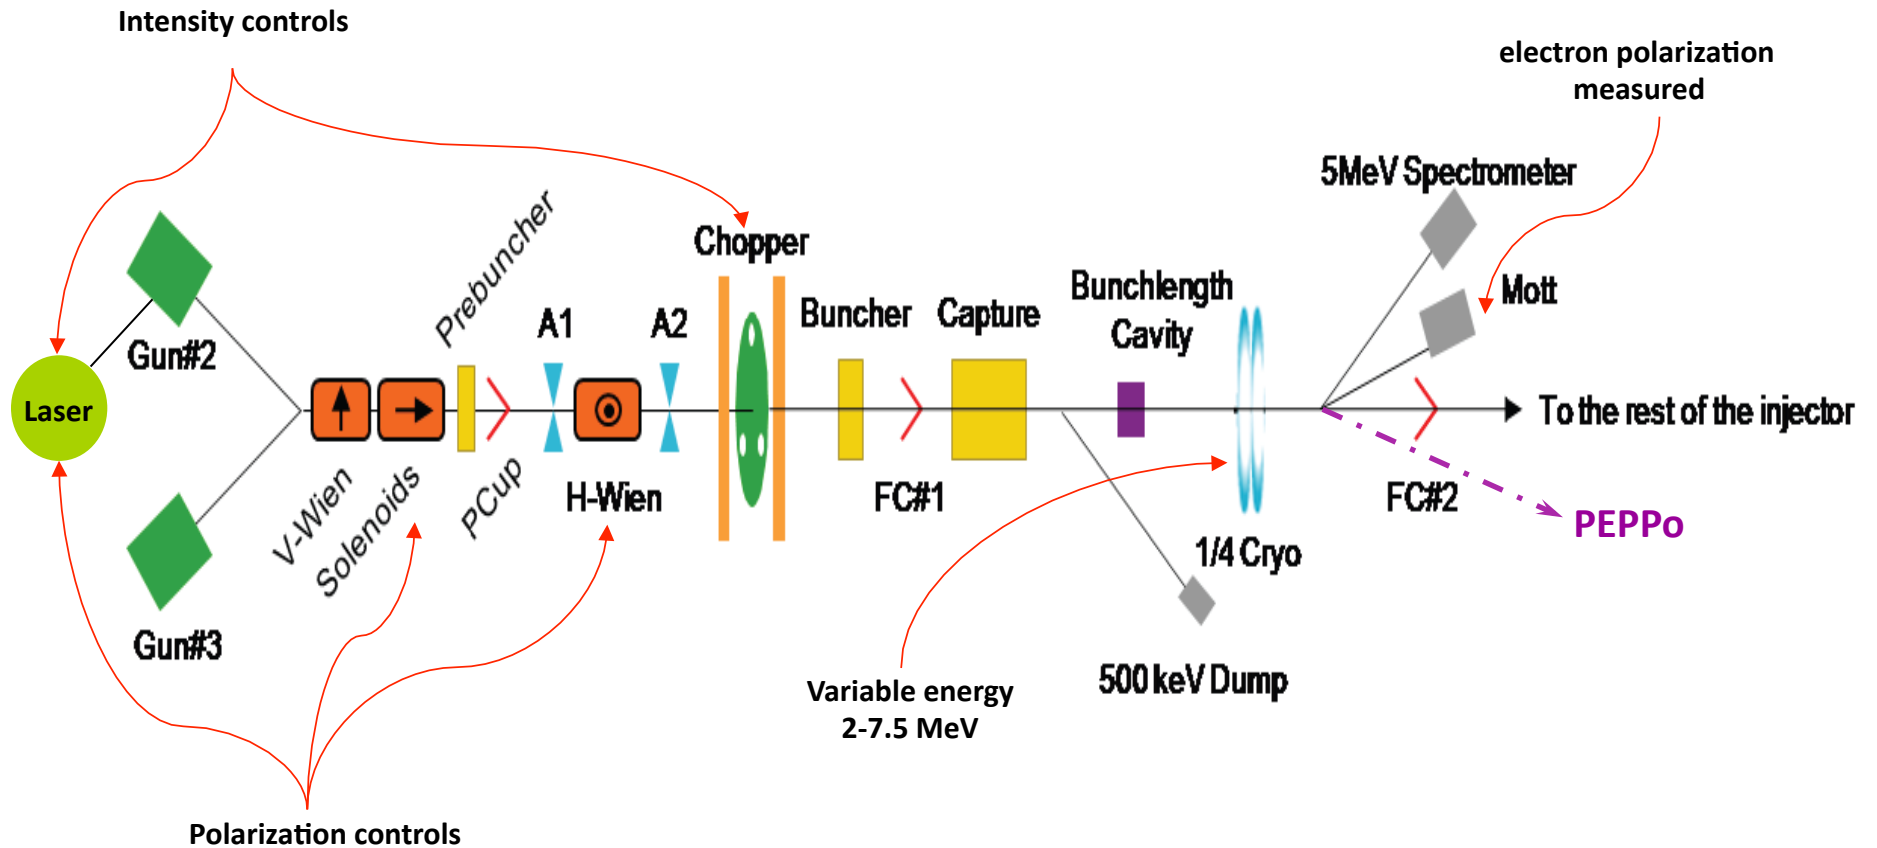 Intensity controls
electron polarization
measured
5MeV Spectrometer
Prebuncher
Chopper
Mott
Bunchlength
Cavity
Buncher
Capture
A1
A2
Gun#2
Laser
To the rest of the injector
V-Wien
Solenoids
PCup
H-Wien
FC#1
FC#2
PEPPo
1/4 Cryo
Gun#3
500 keV Dump
Variable energy
2-7.5 MeV
Polarization controls